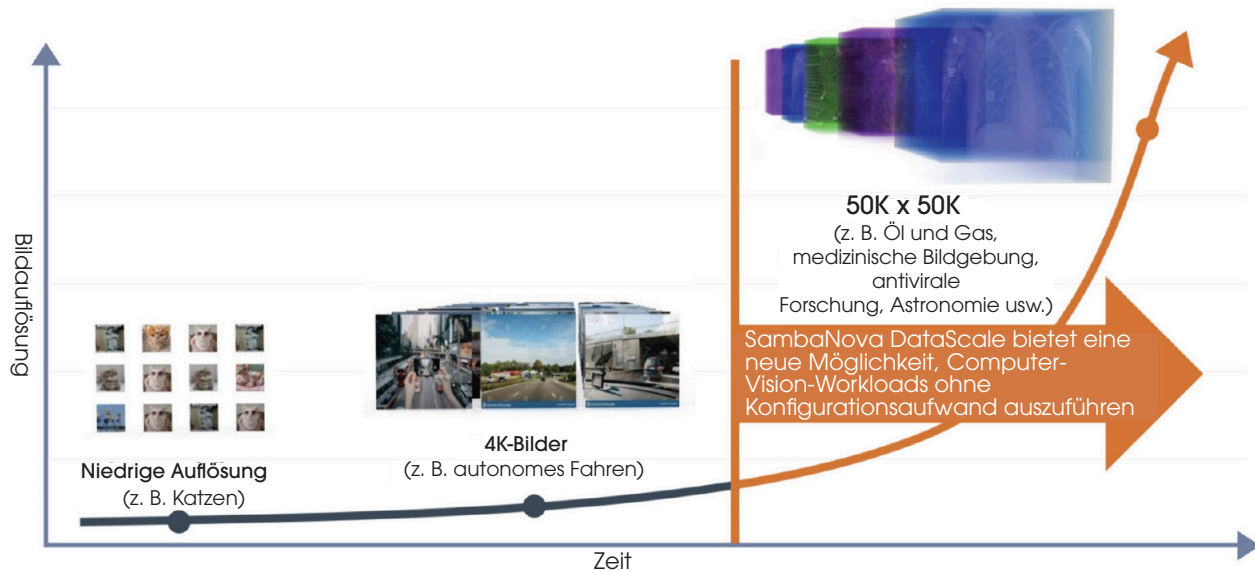 Bildauflösung
50K x 50K
(z. B. Öl und Gas,
medizinische Bildgebung,
antivirale
Forschung, Astronomie usw.)
SambaNova DataScale bietet eine
neue Möglichkeit, Computer-
Vision-Workloads ohne
Konfigurationsaufwand auszuführen
4K-Bilder
(z. B. autonomes Fahren)
Niedrige Auflösung
(z. B. Katzen)
Zeit